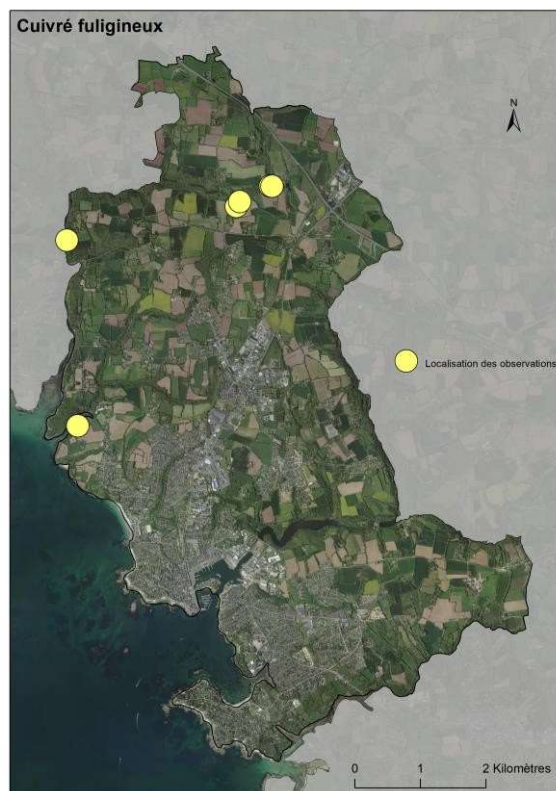 Cuivré fuligineux
N
Localisation des observations
0 1 2 Kilomètres